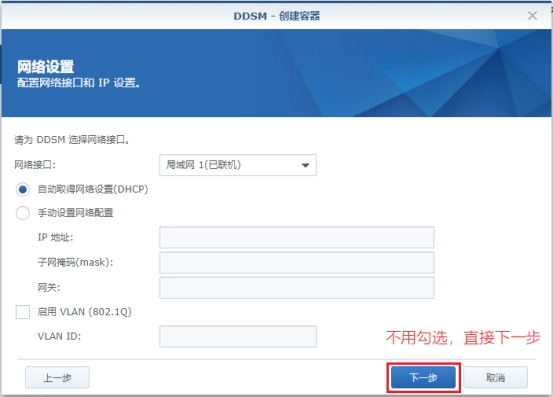 DDSM - 创建容器
网络设置
配置网络接口和 IP 设置。
请为 DDSM 选择网络接口。
网络接口: 局域网 1(已联机)
自动取得网络设置(DHCP)
手动设置网络配置
IP 地址:
子网掩码(mask):
网关:
启用 VLAN (802.1Q)
VLAN ID:
不用勾选，直接下一步
上一步 下一步 取消